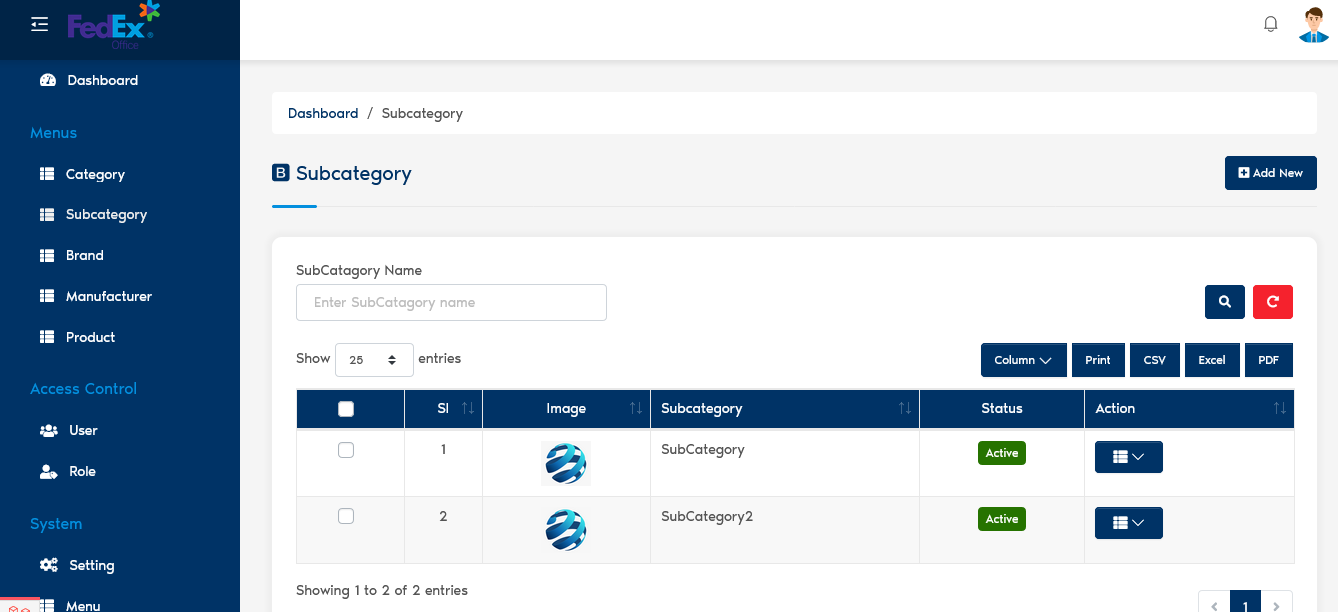 FedEx
Office
Dashboard
Menus
Category
Subcategory
Brand
Manufacturer
Product
Access Control
User
Role
System
Setting
Menu
Dashboard / Subcategory
B Subcategory
Add New
SubCatagory Name
Enter SubCatagory name
Show 25 entries
Column Print CSV Excel PDF
Sl Image Subcategory Status Action
1 SubCategory Active
2 SubCategory2 Active
Showing 1 to 2 of 2 entries
1